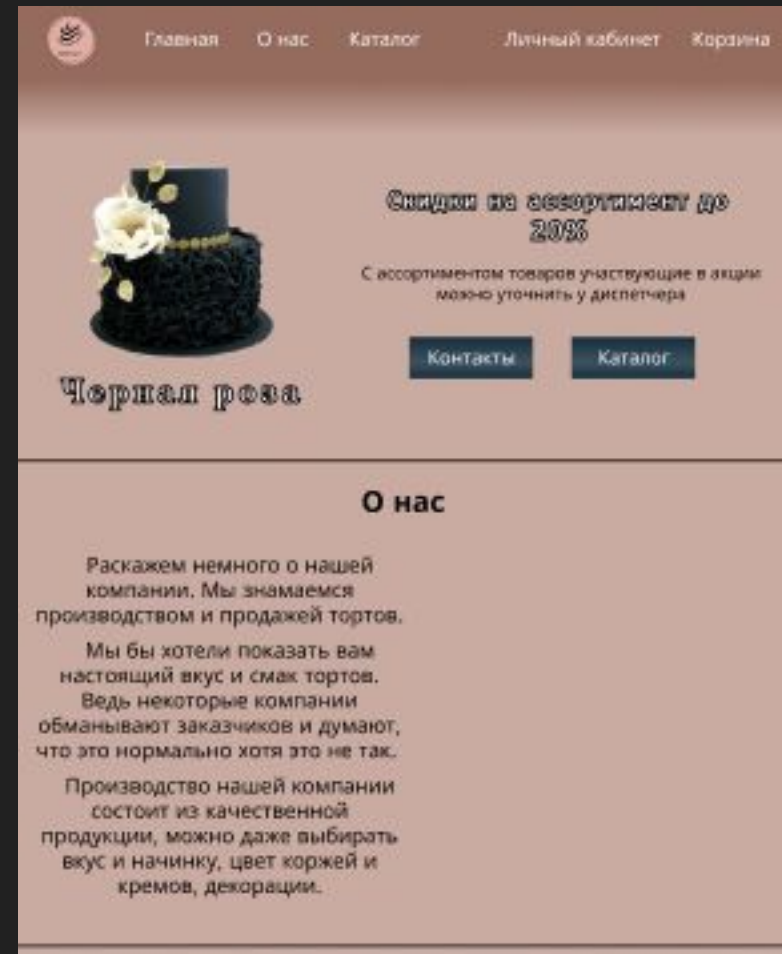 Главная О нас Каталог Личный кабинет Корзина
Скидки на ассортимент до
20%
С ассортиментом товаров участвующие в акции
можно уточнить у диспетчера
Контакты Каталог
Черная роза
О нас
Раскажем немного о нашей
компании. Мы знамаемся
производством и продажей тортов.
Мы бы хотели показать вам
настоящий вкус и смак тортов.
Ведь некоторые компании
обманывают заказчиков и думают,
что это нормально хотя это не так.
Производство нашей компании
состоит из качественной
продукции, можно даже выбирать
вкус и начинку, цвет коржей и
кремов, декорации.